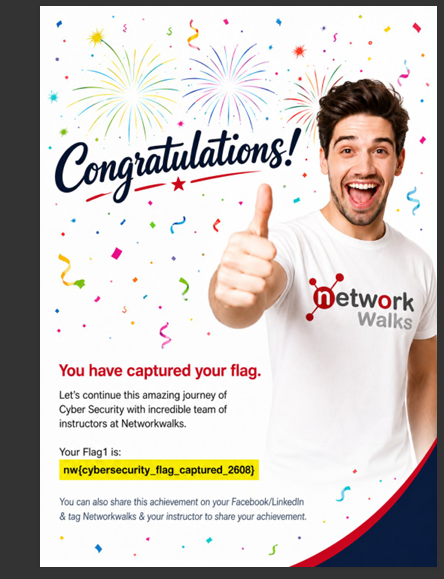 Congratulations!
network
Walks
You have captured your flag.
Let's continue this amazing journey of
Cyber Security with incredible team of
instructors at Networkwalks.
Your Flag1 is:
nw{cybersecurity_flag_captured_2608}
You can also share this achievement on your Facebook/LinkedIn
& tag Networkwalks & your instructor to share your achievement.